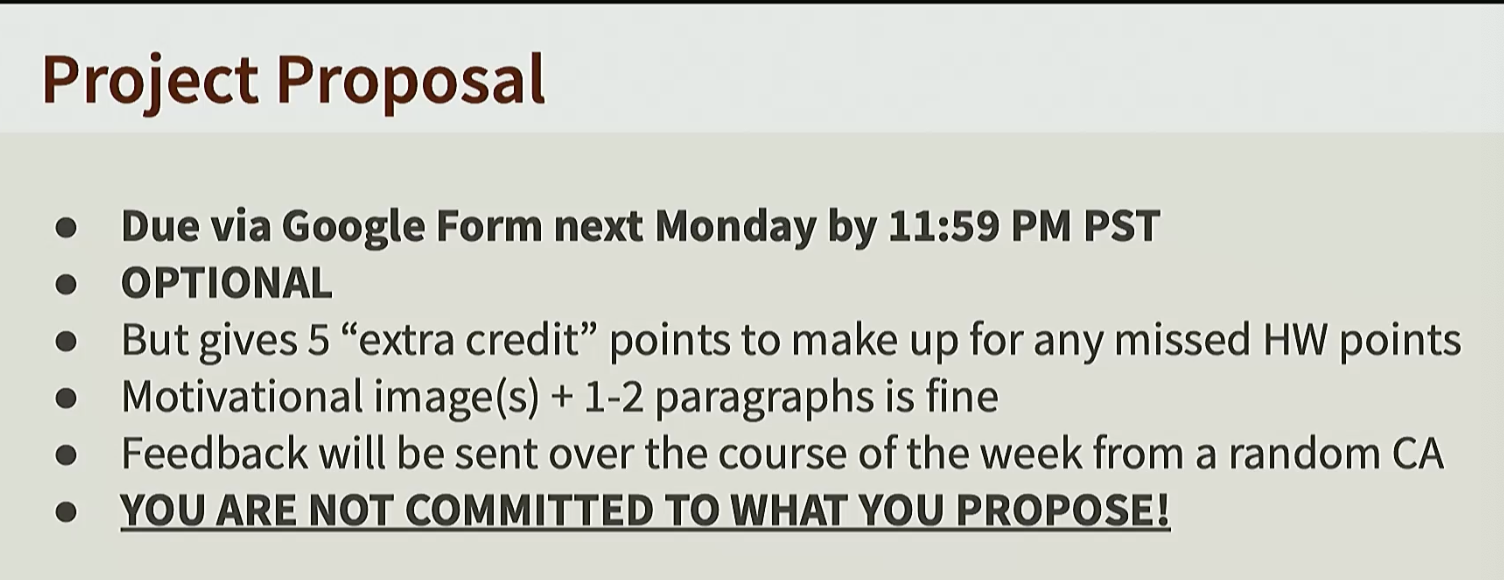 Project Proposal
● Due via Google Form next Monday by 11:59 PM PST
● OPTIONAL
● But gives 5 “extra credit” points to make up for any missed HW points
● Motivational image(s) + 1-2 paragraphs is fine
● Feedback will be sent over the course of the week from a random CA
● YOU ARE NOT COMMITTED TO WHAT YOU PROPOSE!